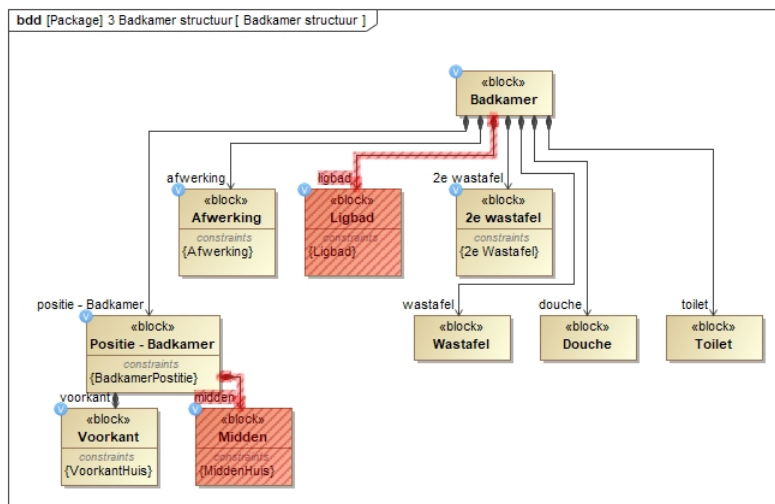 bdd [Package] 3 Badkamer structuur [ Badkamer structuur ]
V
«block»
Badkamer
afwerking
V
«block»
Afwerking
constraints
{Afwerking}
ligbad
V
«block»
Ligbad
constraints
{Ligbad}
2e wastafel
V
«block»
2e wastafel
constraints
{2e Wastafel}
positie - Badkamer
V
«block»
Positie - Badkamer
constraints
{BadkamerPostitie}
wastafel
«block»
Wastafel
douche
«block»
Douche
toilet
«block»
Toilet
voorkant
V
«block»
Voorkant
constraints
{VoorkantHuis}
midden
V
«block»
Midden
constraints
{MiddenHuis}